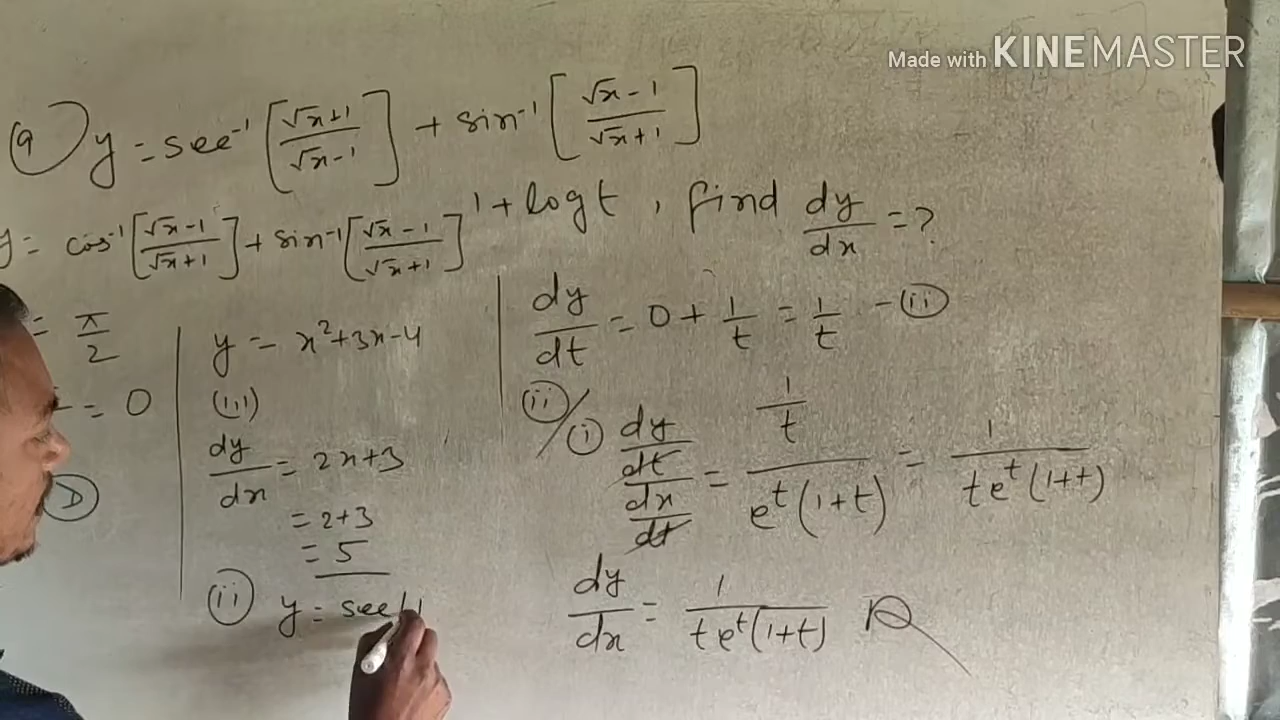 Made with KINEMASTER
9) y = sec⁻¹ [ (√x+1)/(√x-1) ] + sin⁻¹ [ (√x - 1)/(√x + 1) ]
y = cos⁻¹ [ (√x - 1)/(√x + 1) ] + sin⁻¹ [ (√x - 1)/(√x + 1) ]
= π/2
= 0
D
y = x²+3x-4
(iii)
dy/dx = 2x+3
= 2+3
= 5
(ii) y = sec
1 + log t , find dy/dx = ?
dy/dt = 0 + 1/t = 1/t - (ii)
(ii)/(i) (dy/dt)/(dx/dt) = (1/t)/(e^t(1+t)) = 1/(te^t(1+t))
dy/dx = 1/(te^t(1+t))